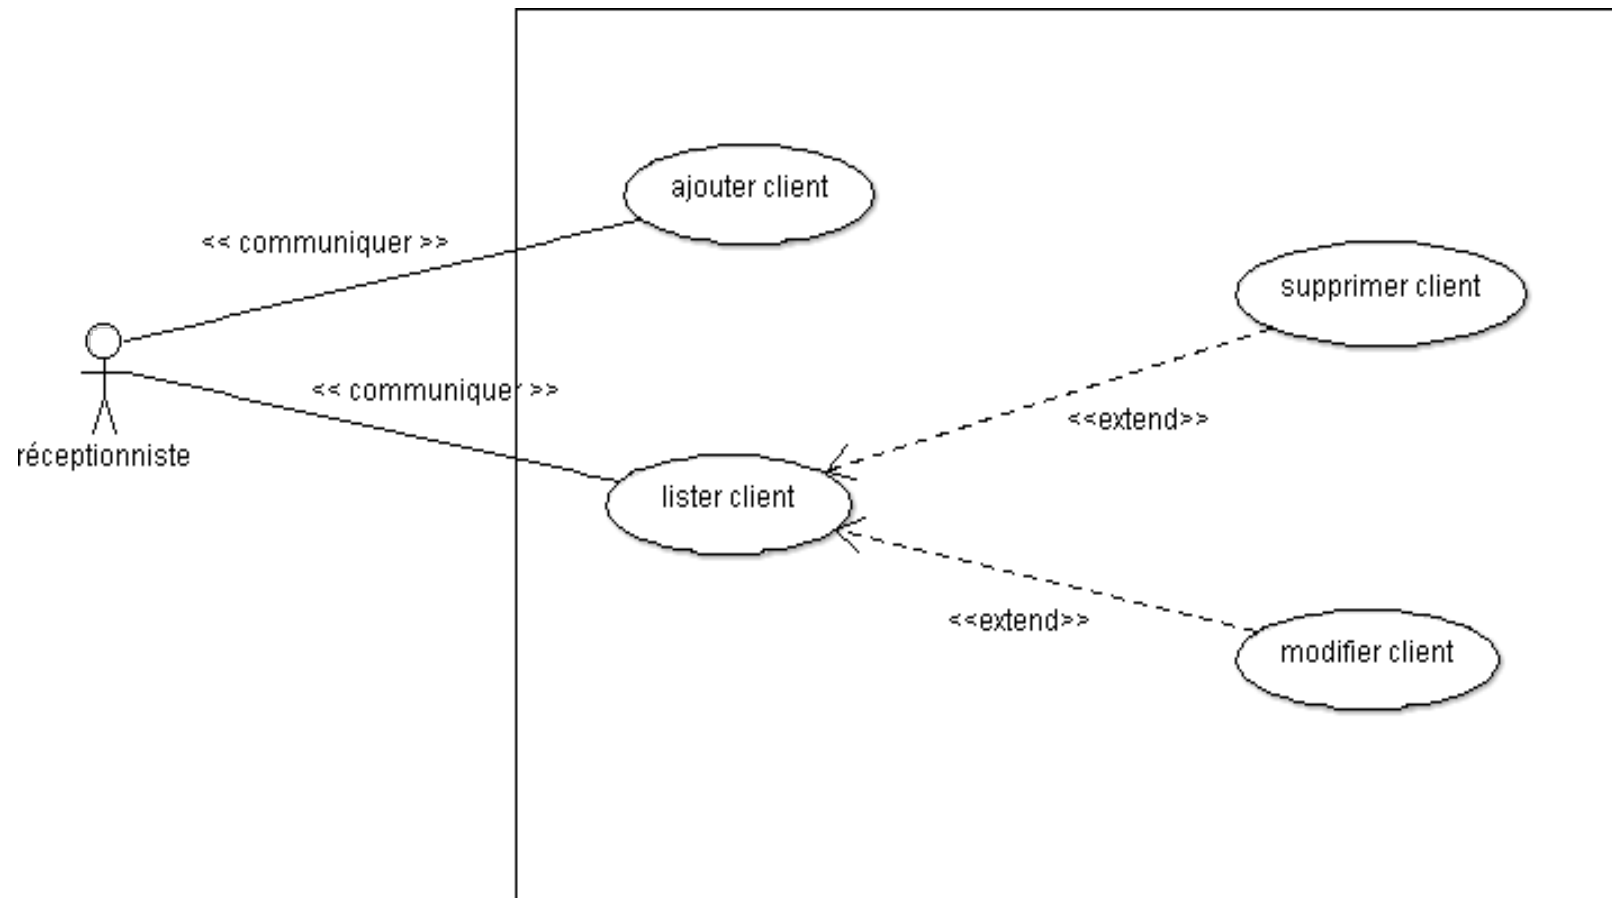 ajouter client
<< communiquer >>
supprimer client
<< communiquer >>
<<extend>>
réceptionniste
lister client
<<extend>>
modifier client